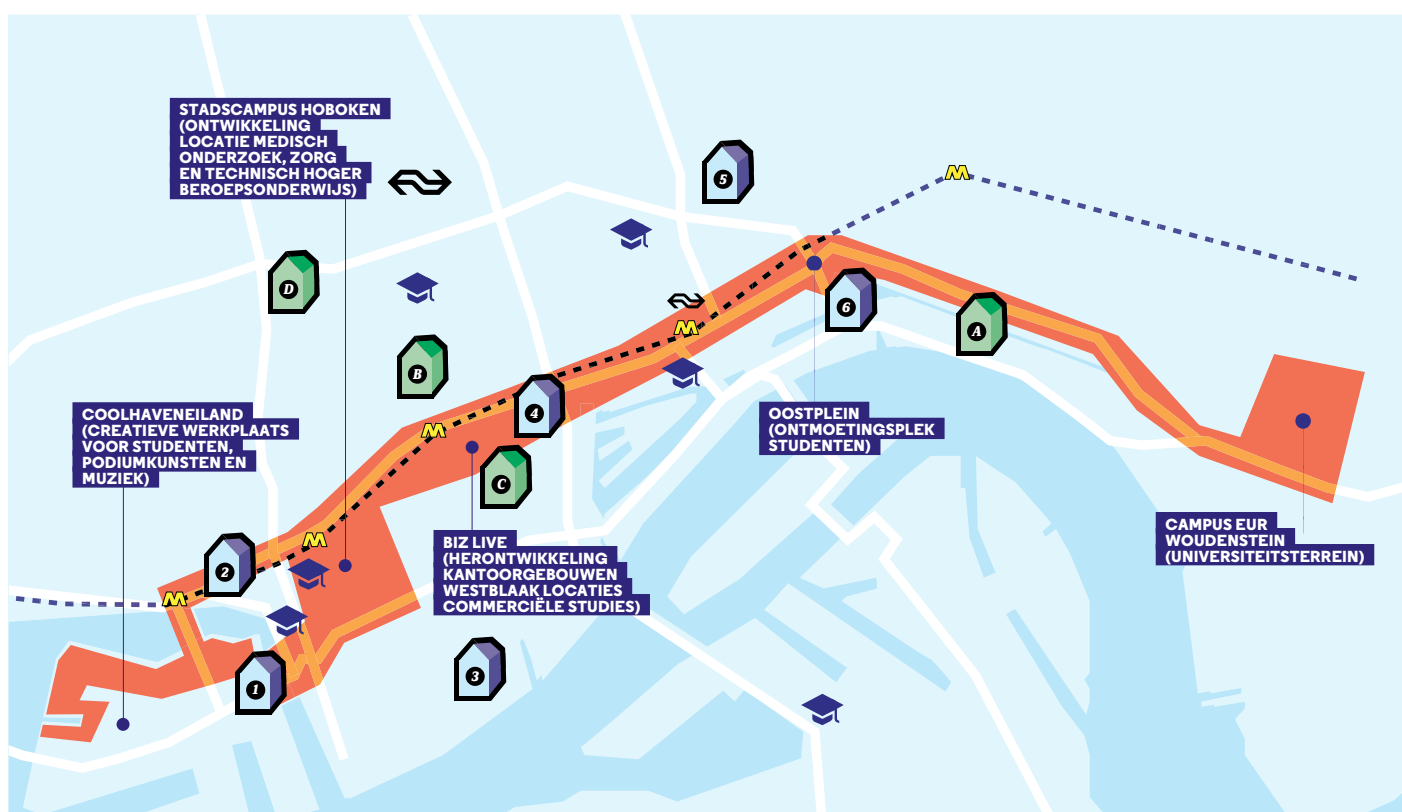 STADSCAMPUS HOBOKEN
(ONTWIKKELING
LOCATIE MEDISCH
ONDERZOEK, ZORG
EN TECHNISCH HOGER
BEROEPSONDERWIJS)
5
D
6
A
B
4
COOLHAVENEILAND
(CREATIEVE WERKPLAATS
VOOR STUDENTEN,
PODIUMKUNSTEN EN
MUZIEK)
OOSTPLEIN
(ONTMOETINGSPLEK
STUDENTEN)
C
BIZ LIVE
(HERONTWIKKELING
KANTOORGEBOUWEN
WESTBLAAK LOCATIES
COMMERCIËLE STUDIES)
CAMPUS EUR
WOUDENSTEIN
(UNIVERSITEITSTERREIN)
2
1
3